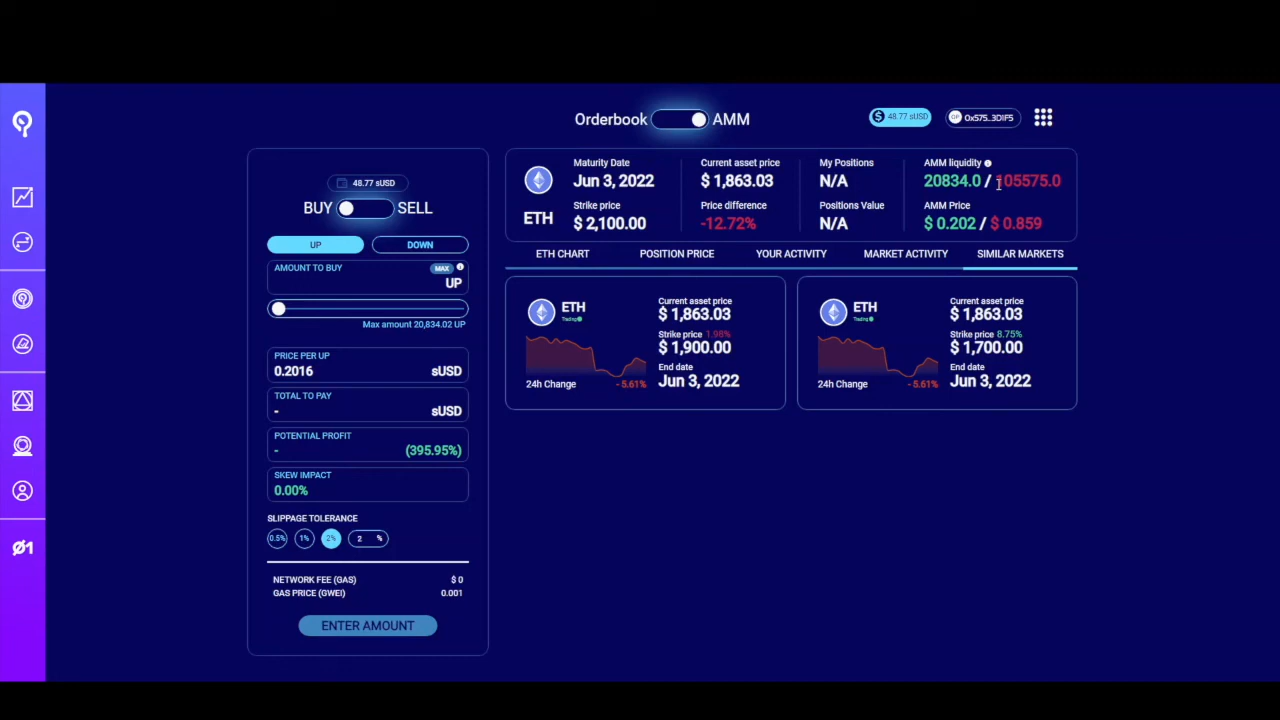 Orderbook AMM
48.77 sUSD
0x575...3D1F5
48.77 sUSD
BUY SELL
UP DOWN
AMOUNT TO BUY
MAX
UP
Max amount 20,834.02 UP
PRICE PER UP
0.2016 sUSD
TOTAL TO PAY
- sUSD
POTENTIAL PROFIT
- (395.95%)
SKEW IMPACT
0.00%
SLIPPAGE TOLERANCE
0.5% 1% 2% 2 %
NETWORK FEE (GAS) $ 0
GAS PRICE (GWEI) 0.001
ENTER AMOUNT
ETH
Maturity Date
Jun 3, 2022
Strike price
$ 2,100.00
Current asset price
$ 1,863.03
Price difference
-12.72%
My Positions
N/A
Positions Value
N/A
AMM liquidity
20834.0 / 105575.0
AMM Price
$ 0.202 / $ 0.859
ETH CHART POSITION PRICE YOUR ACTIVITY MARKET ACTIVITY SIMILAR MARKETS
ETH
Trading
24h Change - 5.61%
Current asset price
$ 1,863.03
Strike price 1.98%
$ 1,900.00
End date
Jun 3, 2022
ETH
Trading
24h Change - 5.61%
Current asset price
$ 1,863.03
Strike price 8.75%
$ 1,700.00
End date
Jun 3, 2022